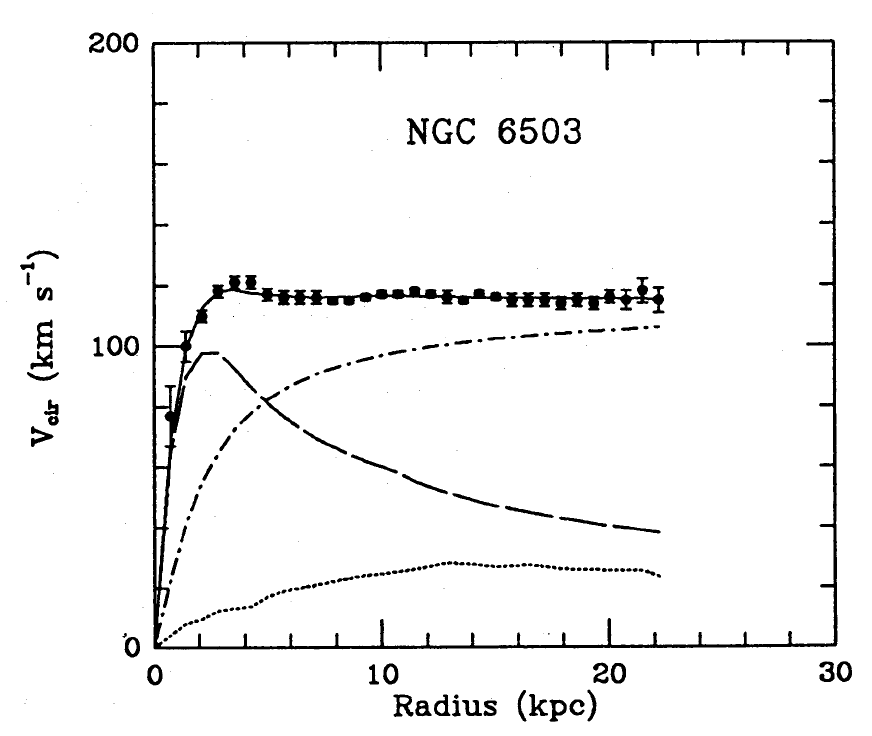 200
NGC 6503
100
V_cir (km s⁻¹)
0
0 10 20 30
Radius (kpc)